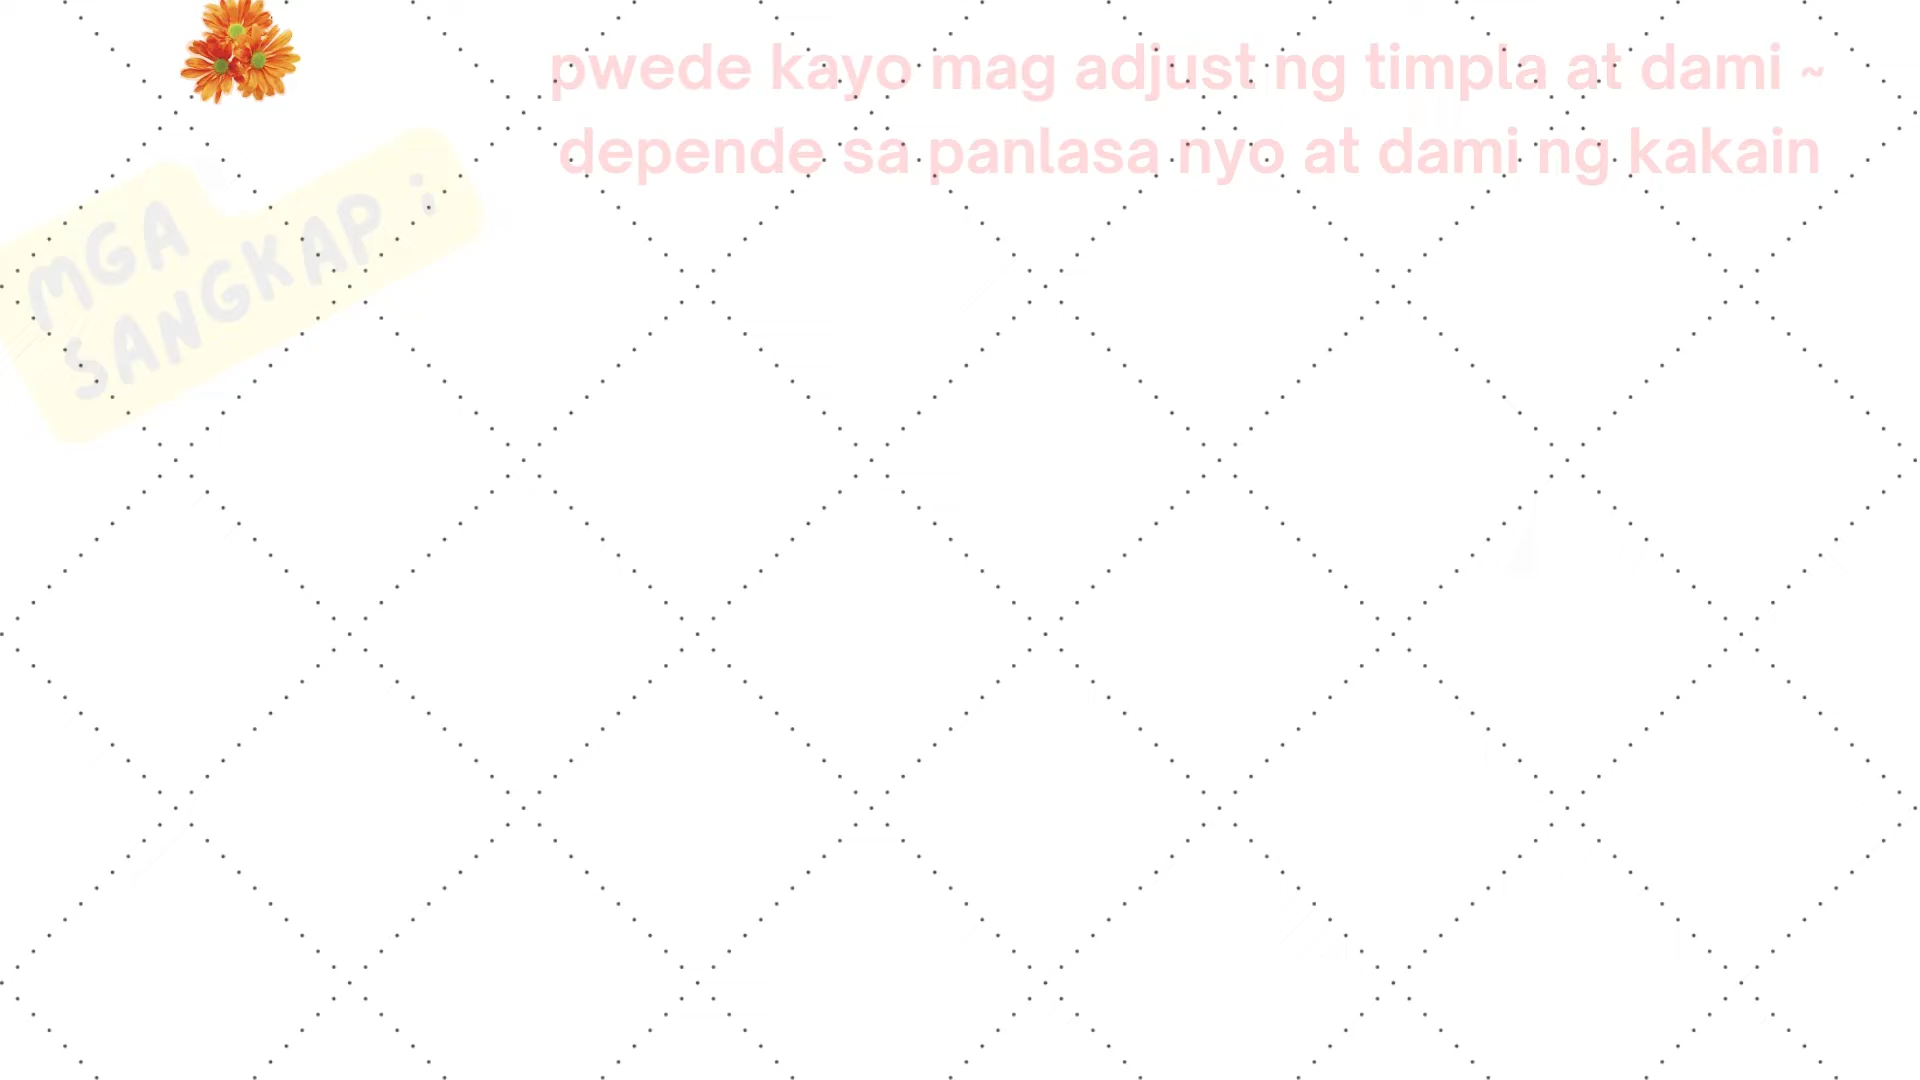 pwede kayo mag adjust ng timpla at dami ~
depende sa panlasa nyo at dami ng kakain
MGA
SANGKAP :